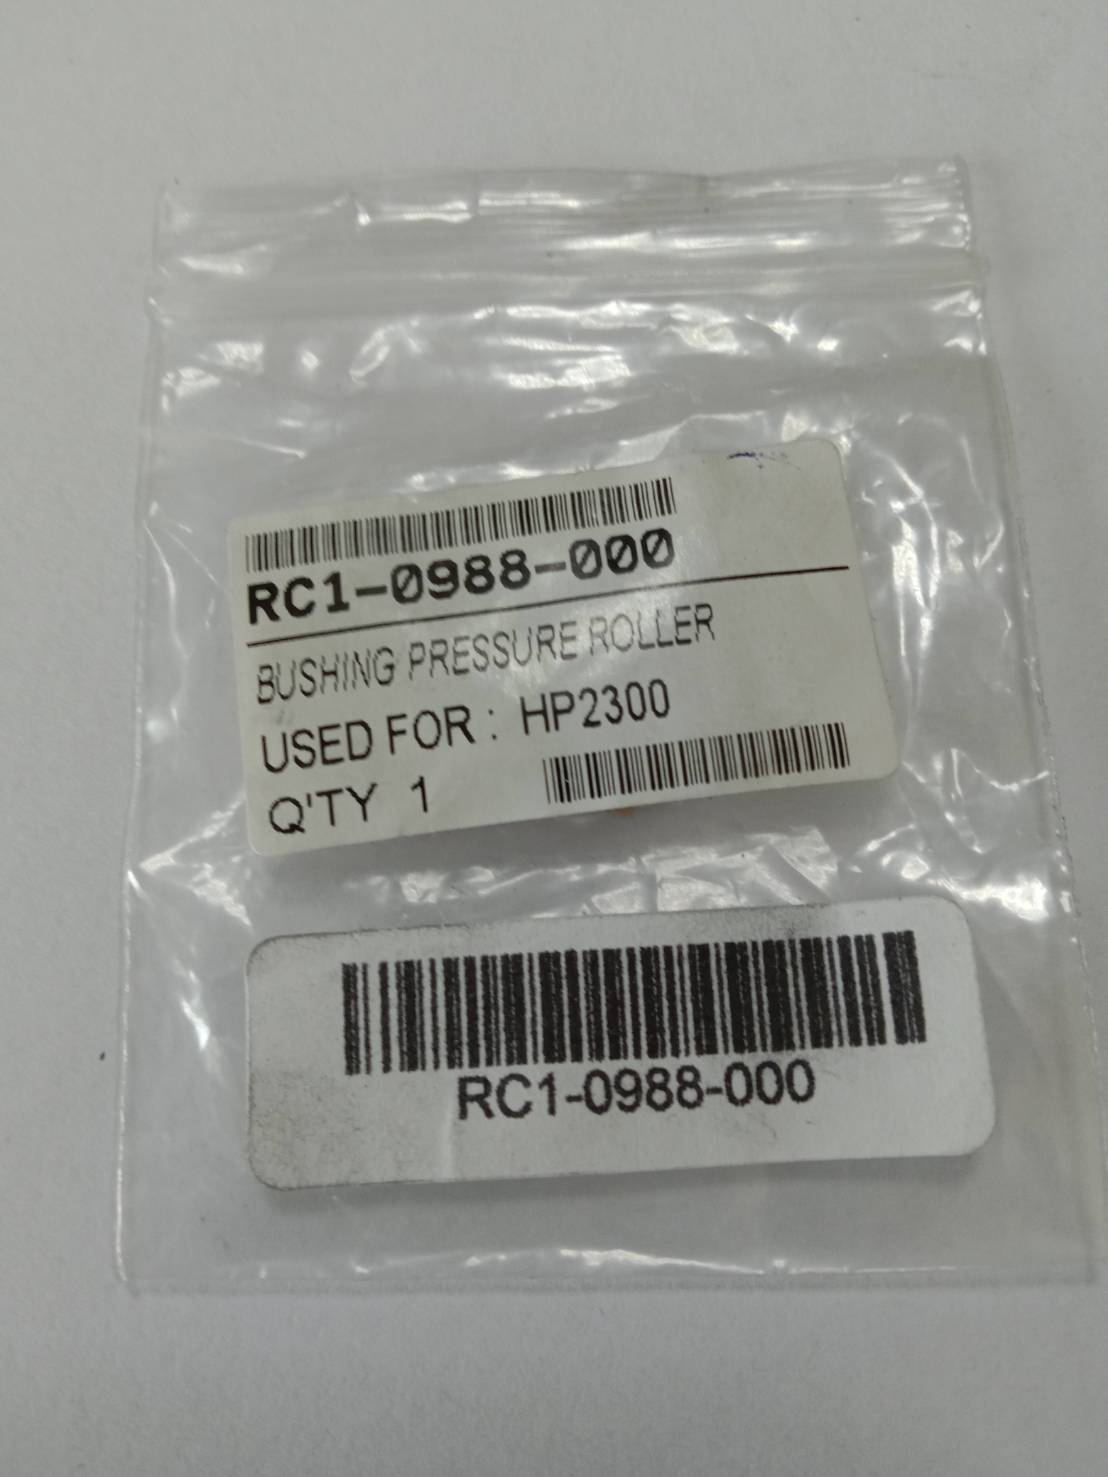 RC1-0988-000
BUSHING PRESSURE ROLLER
USED FOR : HP2300
Q'TY 1
RC1-0988-000